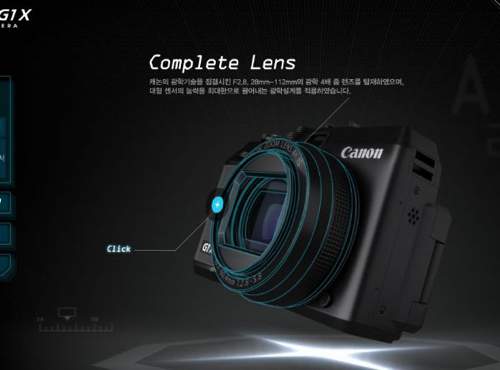 G1X
Complete Lens
캐논의 광학기술을 집결시킨 F2.8, 28mm~112mm의 광학 4배 줌 렌즈를 탑재하였으며,
대형 센서의 능력을 최대한으로 끌어내는 광학설계를 적용하였습니다.
ZOOM LENS
Canon
Click